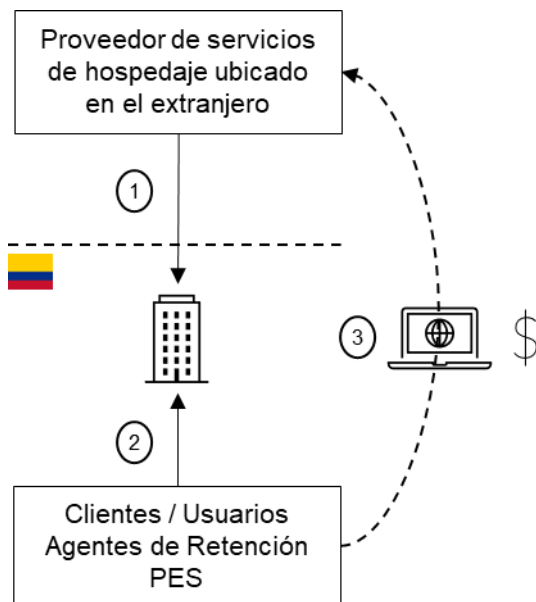 Proveedor de servicios
de hospedaje ubicado
en el extranjero
1
3
$
2
Clientes / Usuarios
Agentes de Retención
PES